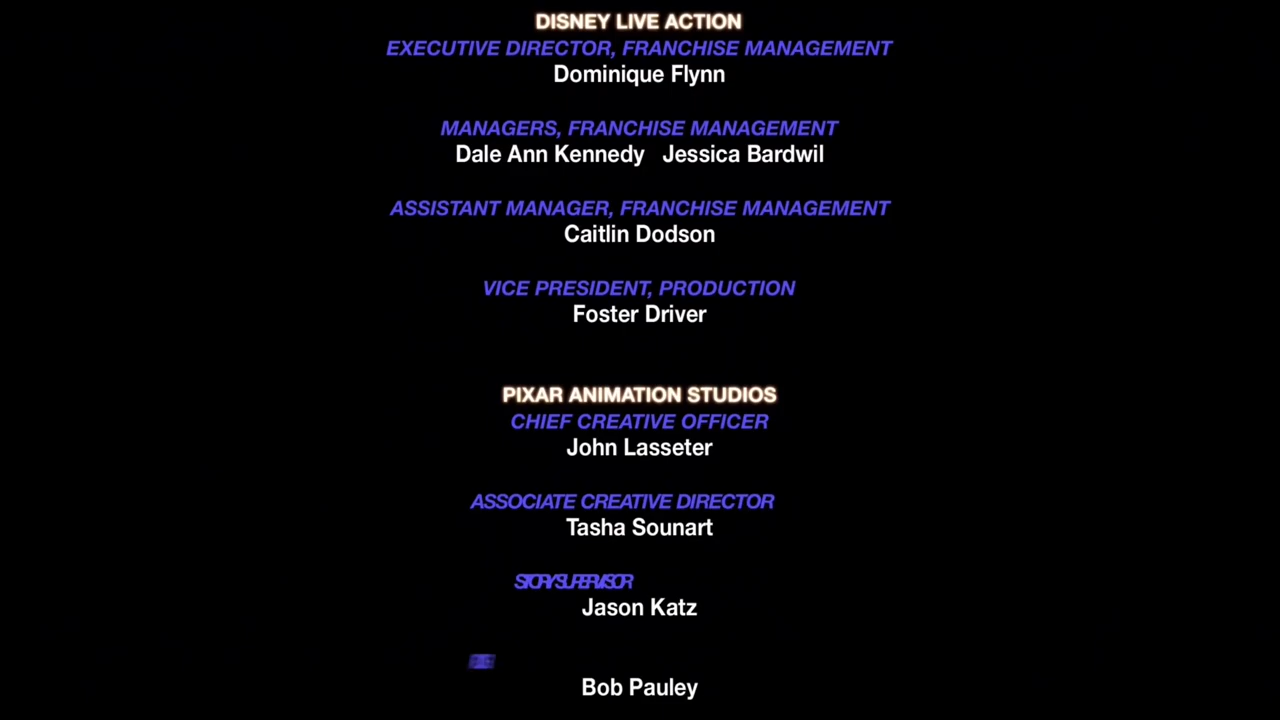 DISNEY LIVE ACTION
EXECUTIVE DIRECTOR, FRANCHISE MANAGEMENT
Dominique Flynn
MANAGERS, FRANCHISE MANAGEMENT
Dale Ann Kennedy Jessica Bardwil
ASSISTANT MANAGER, FRANCHISE MANAGEMENT
Caitlin Dodson
VICE PRESIDENT, PRODUCTION
Foster Driver
PIXAR ANIMATION STUDIOS
CHIEF CREATIVE OFFICER
John Lasseter
ASSOCIATE CREATIVE DIRECTOR
Tasha Sounart
STORY SUPERVISOR
Jason Katz
Bob Pauley